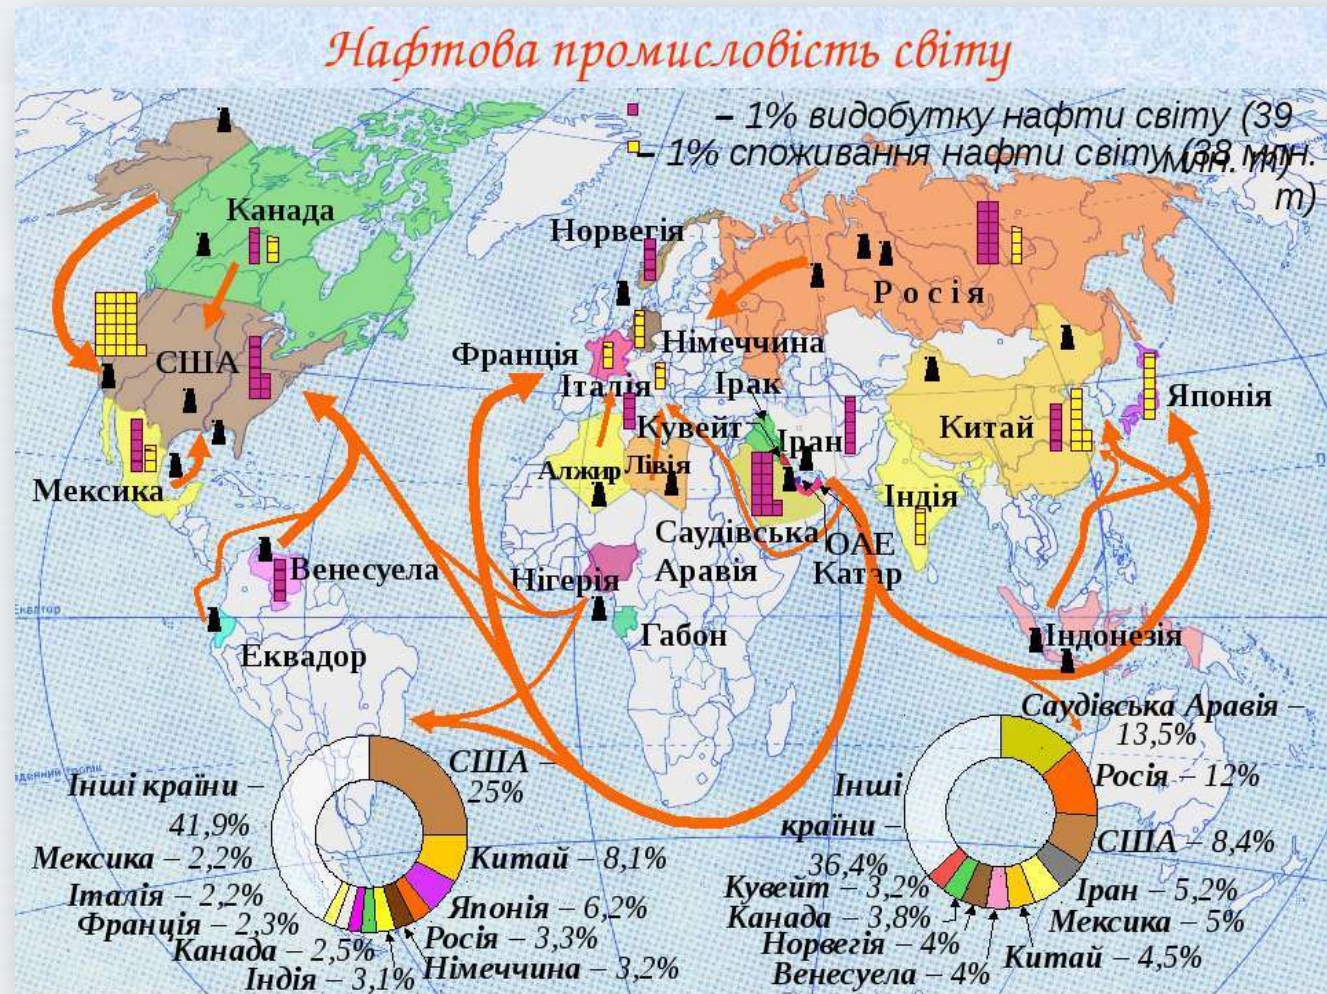 Нафтова промисловість світу
– 1% видобутку нафти світу (39
млн. т)
– 1% споживання нафти світу (38 млн.
т)
Канада
Норвегія
Росія
США
Франція
Німеччина
Італія
Ірак
Японія
Кувейт
Іран
Китай
Мексика
Алжир
Лівія
Індія
Саудівська
Аравія
ОАЕ
Катар
Венесуела
Нігерія
Екватор
Габон
Індонезія
Еквадор
США –
25%
Китай – 8,1%
Японія – 6,2%
Росія – 3,3%
Німеччина – 3,2%
Індія – 3,1%
Канада – 2,5%
Франція – 2,3%
Італія – 2,2%
Мексика – 2,2%
Інші країни –
41,9%
Саудівська Аравія –
13,5%
Росія – 12%
США – 8,4%
Іран – 5,2%
Мексика – 5%
Китай – 4,5%
Венесуела – 4%
Норвегія – 4%
Канада – 3,8%
Кувейт – 3,2%
Інші
країни –
36,4%